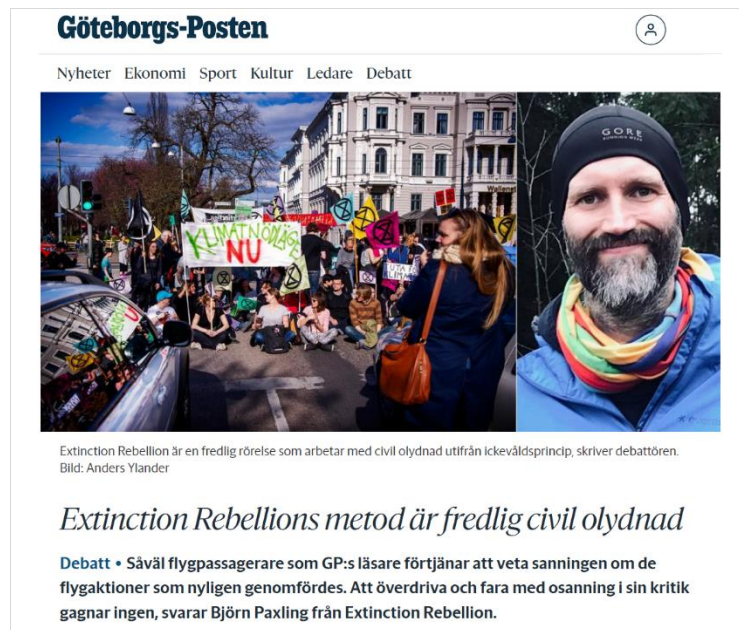 Göteborgs-Posten
Nyheter Ekonomi Sport Kultur Ledare Debatt
KLIMATNÖDLÄGE
NU
GORE
RUNNING WEAR
Extinction Rebellion är en fredlig rörelse som arbetar med civil olydnad utifrån ickevåldsprincip, skriver debattören.
Bild: Anders Ylander
Extinction Rebellions metod är fredlig civil olydnad
Debatt • Såväl flygpassagerare som GP:s läsare förtjänar att veta sanningen om de
flygaktioner som nyligen genomfördes. Att överdriva och fara med osanning i sin kritik
gagnar ingen, svarar Björn Paxling från Extinction Rebellion.